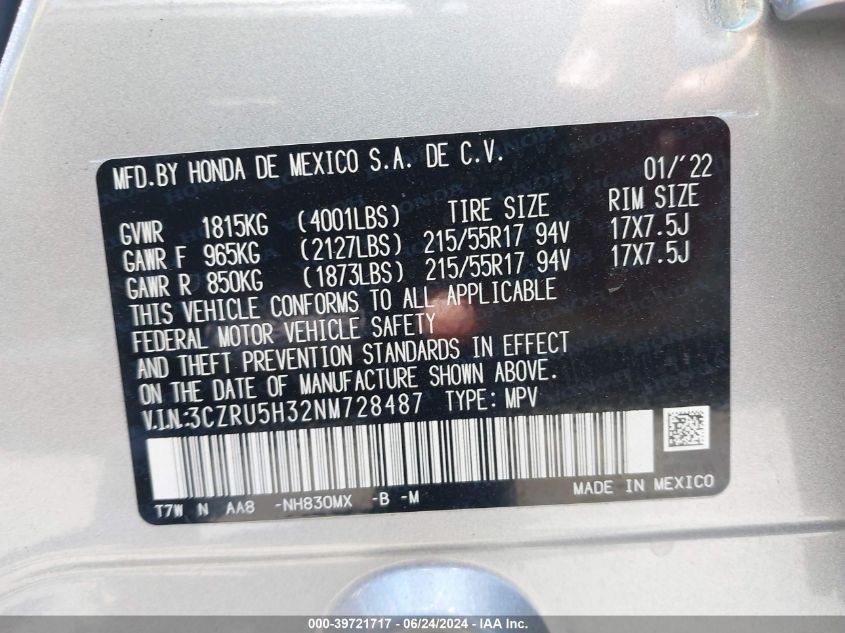 MFD.BY HONDA DE MEXICO S.A. DE C.V. 01/'22
GVWR 1815KG (4001LBS) TIRE SIZE RIM SIZE
GAWR F 965KG (2127LBS) 215/55R17 94V 17X7.5J
GAWR R 850KG (1873LBS) 215/55R17 94V 17X7.5J
THIS VEHICLE CONFORMS TO ALL APPLICABLE
FEDERAL MOTOR VEHICLE SAFETY
AND THEFT PREVENTION STANDARDS IN EFFECT
ON THE DATE OF MANUFACTURE SHOWN ABOVE.
V.I.N.:3CZRU5H32NM728487 TYPE: MPV
T7W N AA8 -NH830MX -B -M MADE IN MEXICO
000-39721717 - 06/24/2024 - IAA Inc.